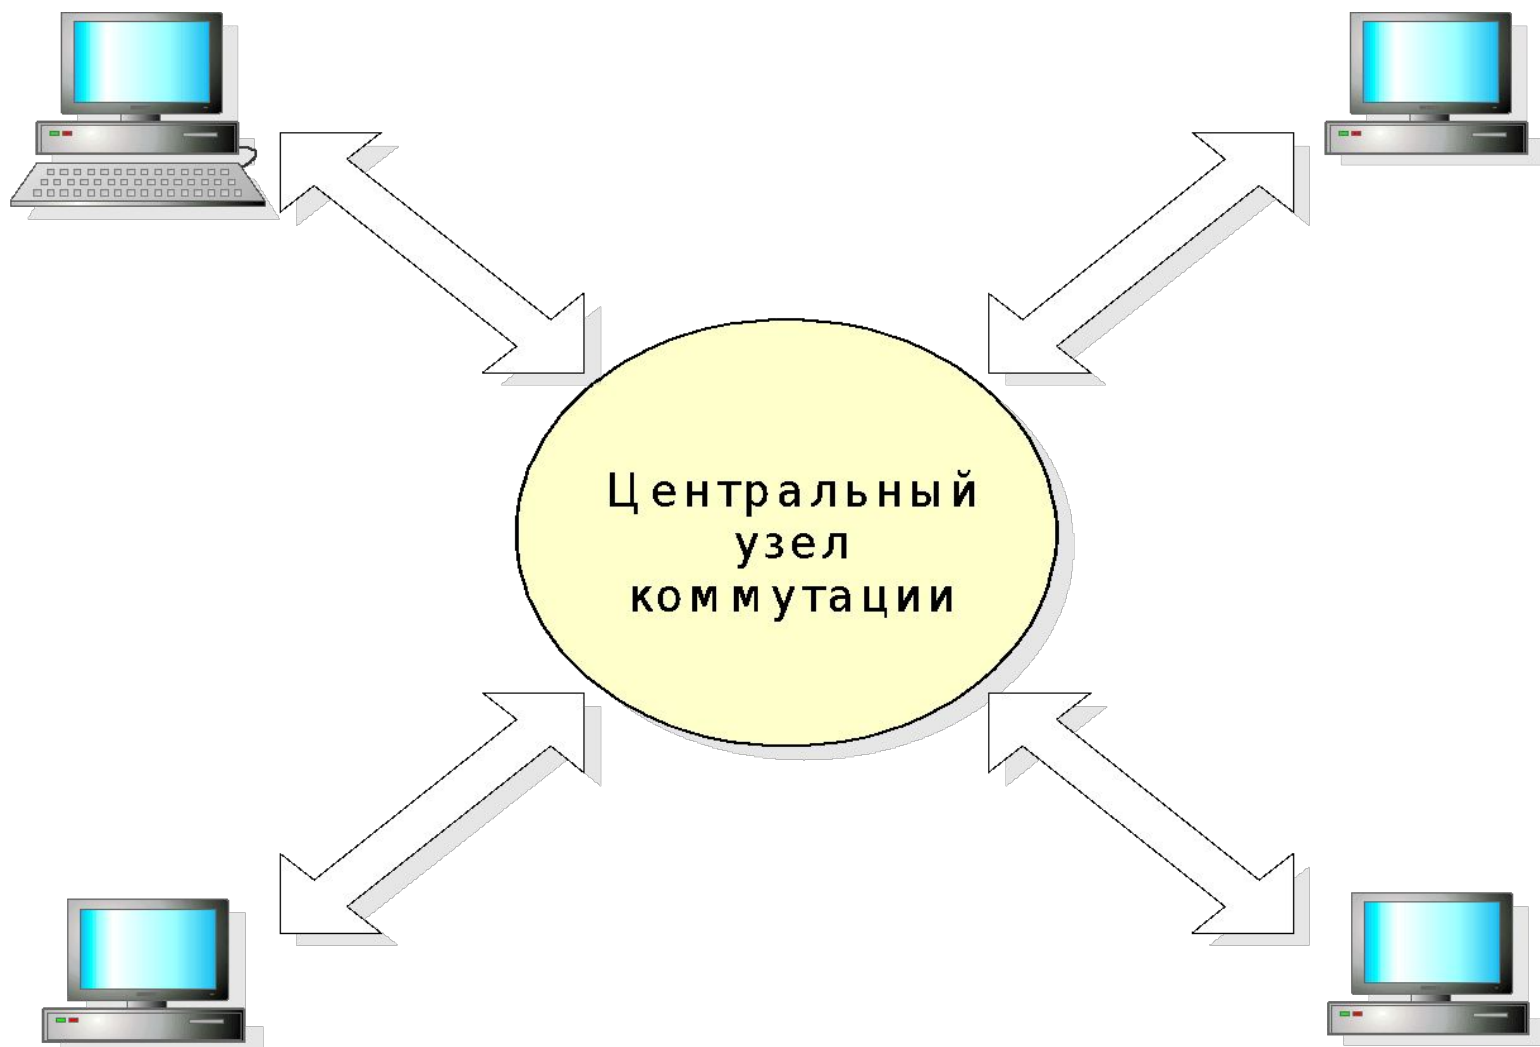 Центральный
узел
коммутации